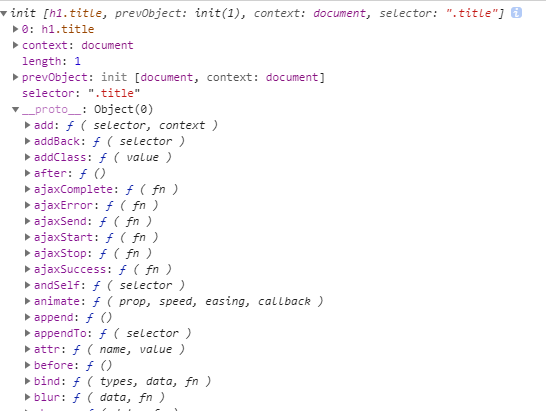 init [h1.title, prevObject: init(1), context: document, selector: ".title"] i
0: h1.title
context: document
length: 1
prevObject: init [document, context: document]
selector: ".title"
__proto__: Object(0)
add: ƒ ( selector, context )
addBack: ƒ ( selector )
addClass: ƒ ( value )
after: ƒ ()
ajaxComplete: ƒ ( fn )
ajaxError: ƒ ( fn )
ajaxSend: ƒ ( fn )
ajaxStart: ƒ ( fn )
ajaxStop: ƒ ( fn )
ajaxSuccess: ƒ ( fn )
andSelf: ƒ ( selector )
animate: ƒ ( prop, speed, easing, callback )
append: ƒ ()
appendTo: ƒ ( selector )
attr: ƒ ( name, value )
before: ƒ ()
bind: ƒ ( types, data, fn )
blur: ƒ ( data, fn )